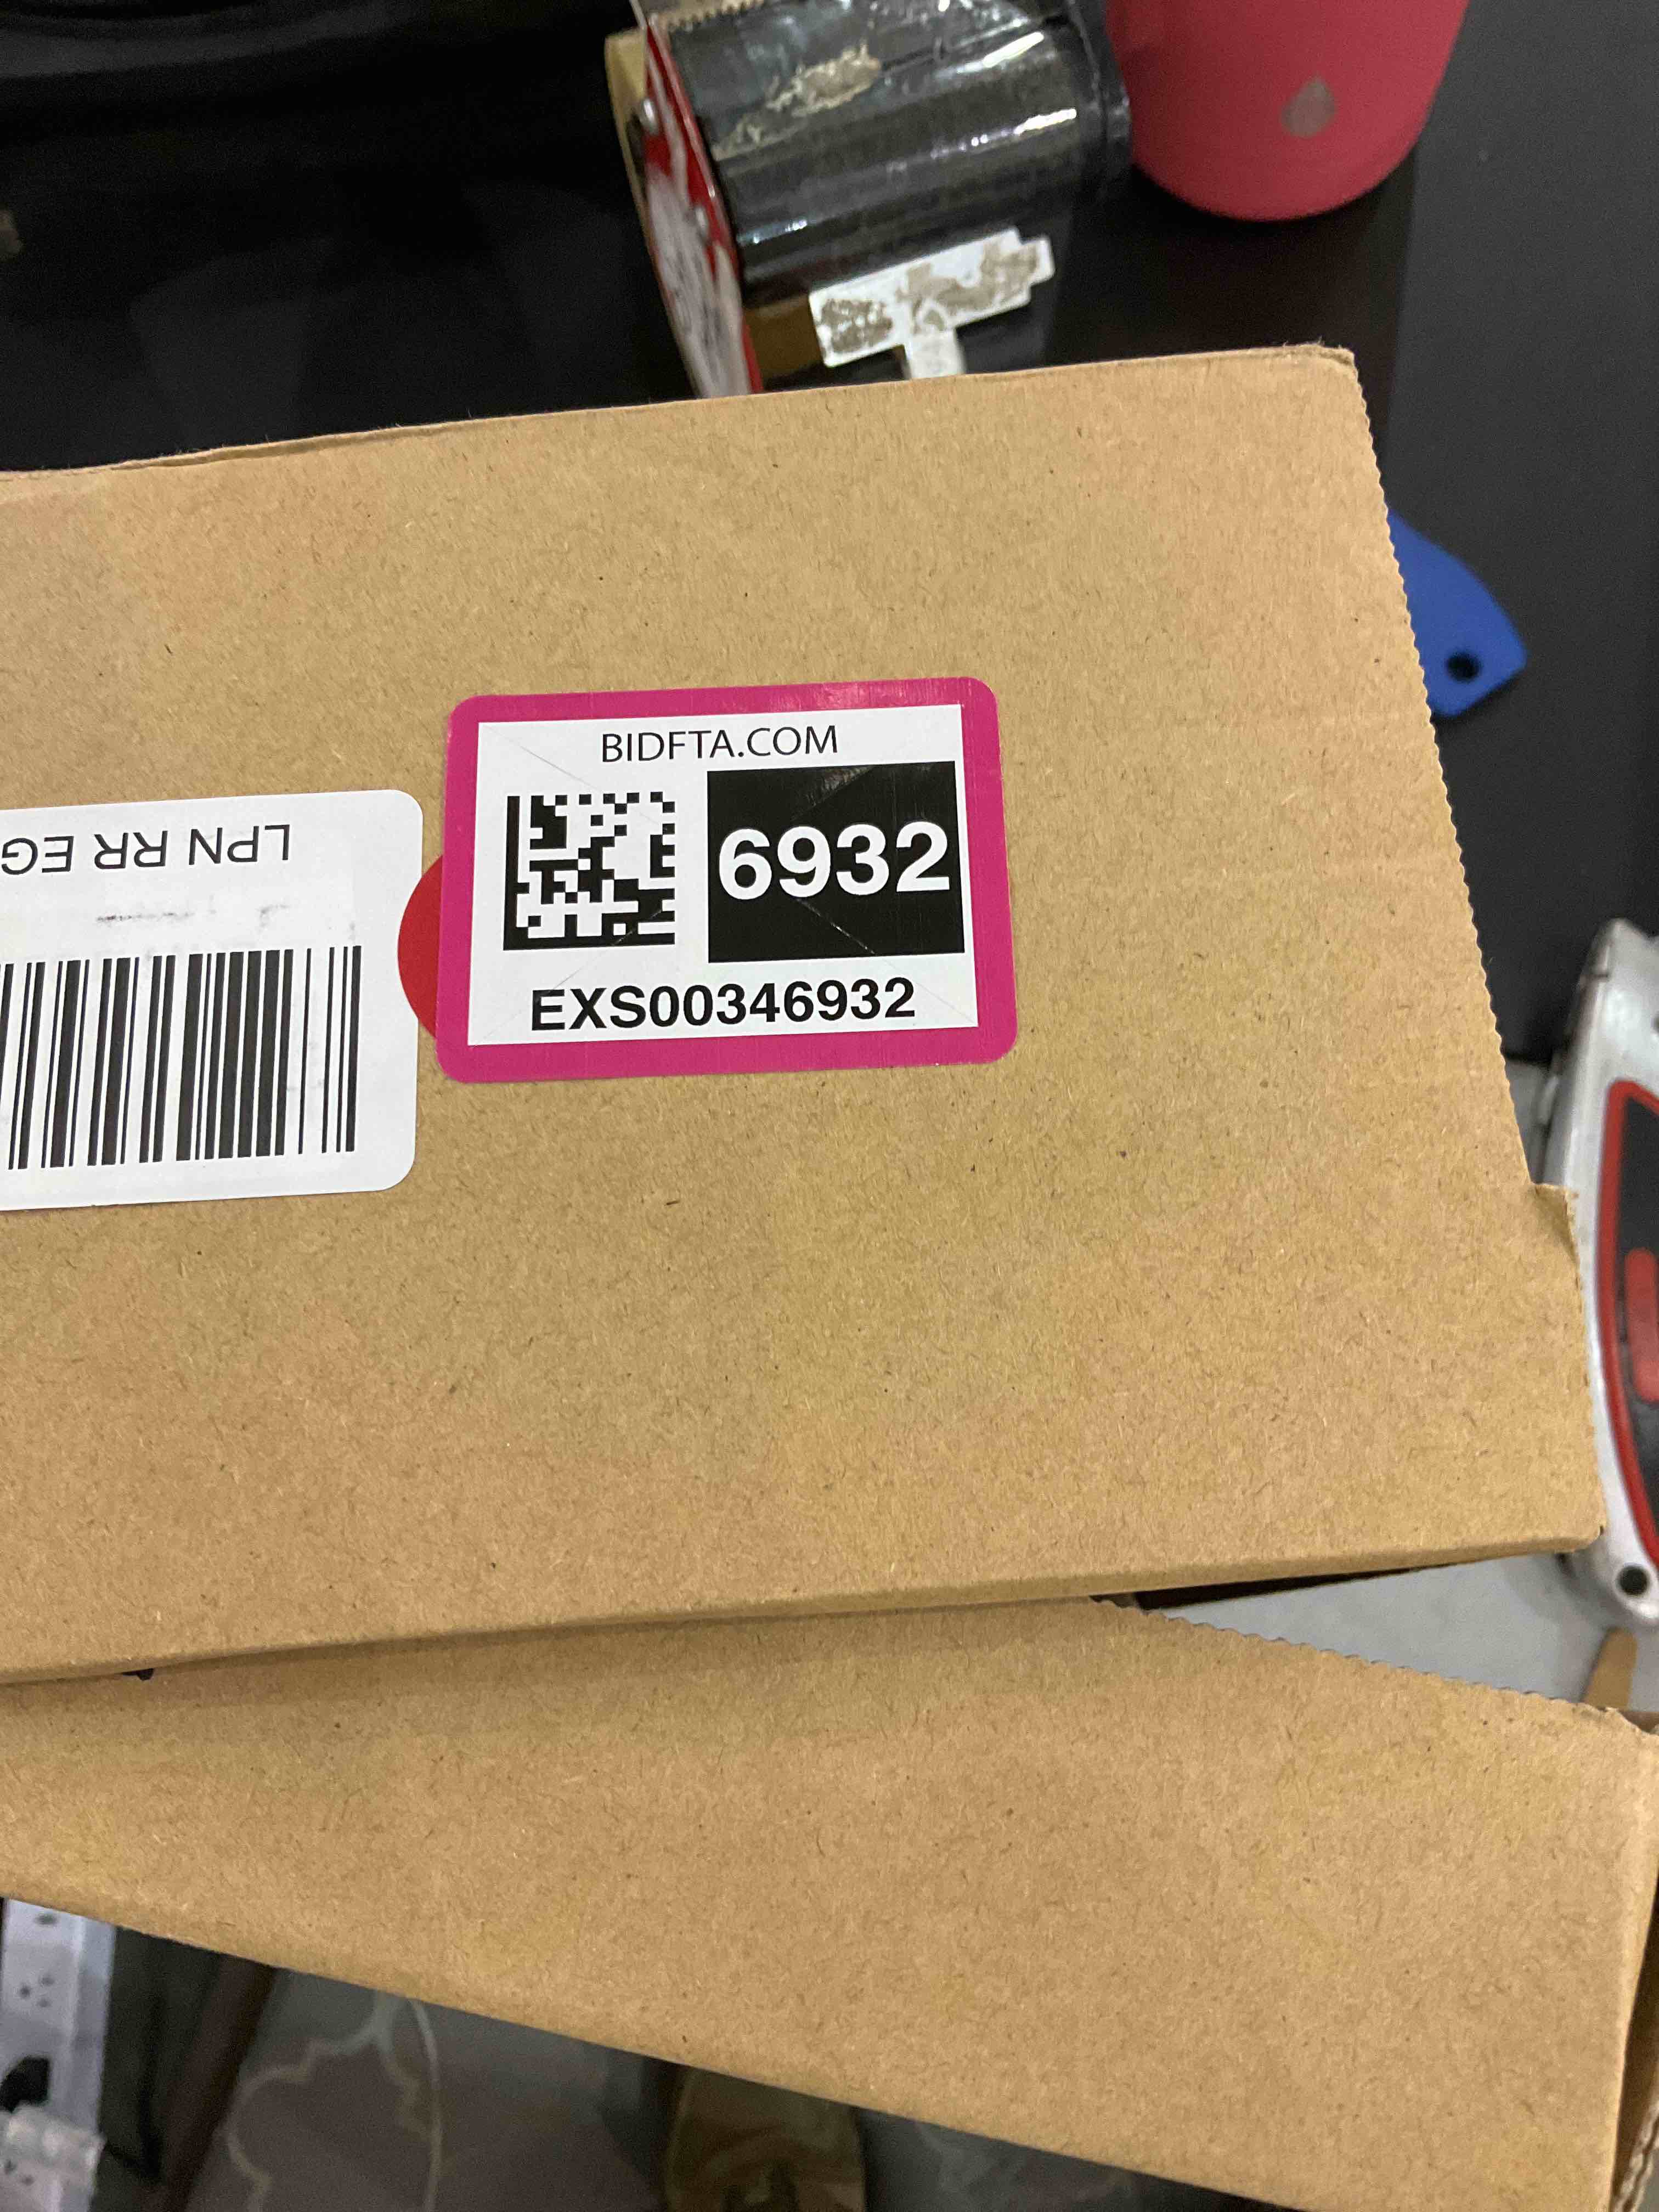 BIDFTA.COM
6932
EXS00346932
LPN RR EG